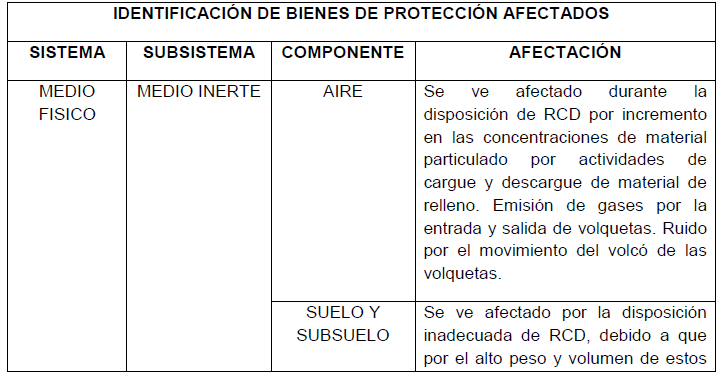 IDENTIFICACIÓN DE BIENES DE PROTECCIÓN AFECTADOS
SISTEMA SUBSISTEMA COMPONENTE AFECTACIÓN
MEDIO FISICO
MEDIO INERTE
AIRE
Se ve afectado durante la
disposición de RCD por incremento
en las concentraciones de material
particulado por actividades de
cargue y descargue de material de
relleno. Emisión de gases por la
entrada y salida de volquetas. Ruido
por el movimiento del volcó de las
volquetas.
SUELO Y
SUBSUELO
Se ve afectado por la disposición
inadecuada de RCD, debido a que
por el alto peso y volumen de estos